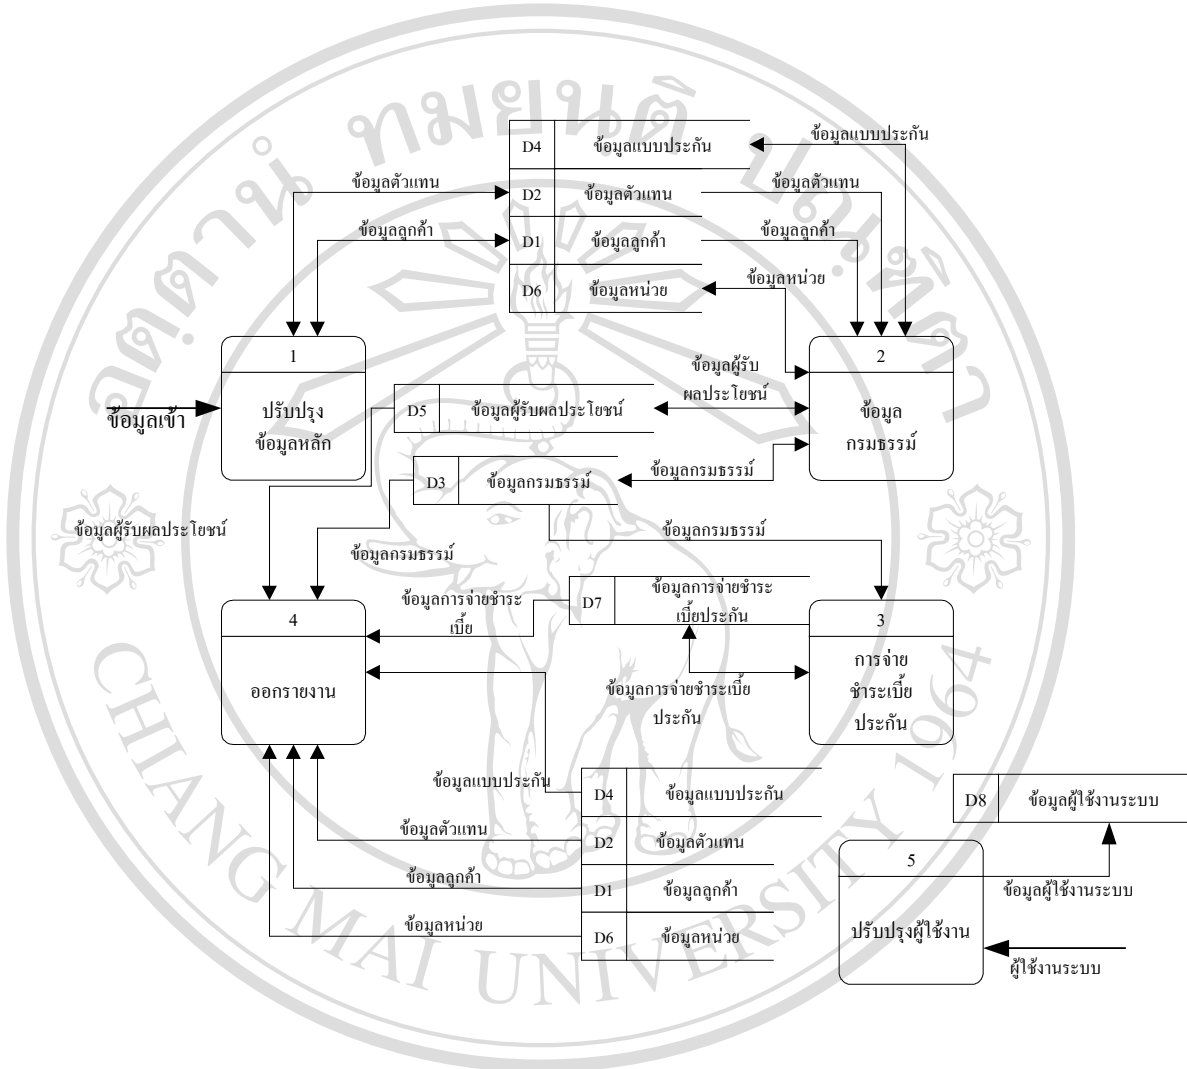 อตฺตานํ ทมยนฺติ ปณฺฑิตา
D4 ข้อมูลแบบประกัน
ข้อมูลแบบประกัน
ข้อมูลตัวแทน
D2 ข้อมูลตัวแทน
ข้อมูลตัวแทน
ข้อมูลลูกค้า
D1 ข้อมูลลูกค้า
ข้อมูลลูกค้า
D6 ข้อมูลหน่วย
ข้อมูลหน่วย
1
ปรับปรุง
ข้อมูลหลัก
ข้อมูลเข้า
2
ข้อมูล
กรมธรรม์
ข้อมูลผู้รับ
ผลประโยชน์
D5 ข้อมูลผู้รับผลประโยชน์
D3 ข้อมูลกรมธรรม์
ข้อมูลกรมธรรม์
ข้อมูลผู้รับผลประโยชน์
ข้อมูลกรมธรรม์
ข้อมูลกรมธรรม์
4
ออกรายงาน
ข้อมูลการจ่ายชำระ
เบี้ย
D7 ข้อมูลการจ่ายชำระ
เบี้ยประกัน
3
การจ่าย
ชำระเบี้ย
ประกัน
ข้อมูลการจ่ายชำระเบี้ย
ประกัน
ข้อมูลแบบประกัน
D4 ข้อมูลแบบประกัน
ข้อมูลตัวแทน
D2 ข้อมูลตัวแทน
ข้อมูลลูกค้า
D1 ข้อมูลลูกค้า
ข้อมูลหน่วย
D6 ข้อมูลหน่วย
D8 ข้อมูลผู้ใช้งานระบบ
5
ปรับปรุงผู้ใช้งาน
ข้อมูลผู้ใช้งานระบบ
ผู้ใช้งานระบบ
CHIANG MAI UNIVERSITY 1964